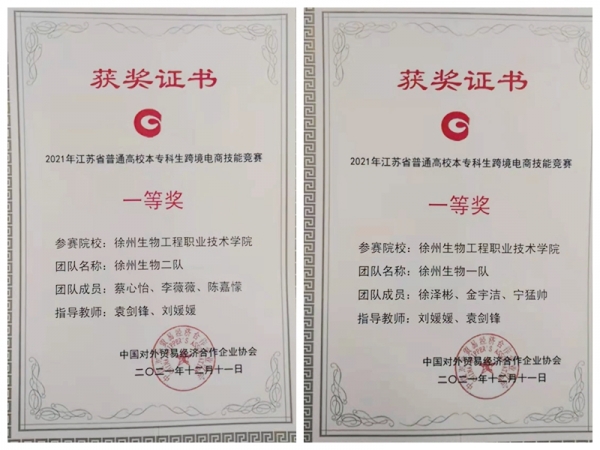 获奖证书
2021年江苏省普通高校本专科生跨境电商技能竞赛
一等奖
参赛院校：徐州生物工程职业技术学院
团队名称：徐州生物二队
团队成员：蔡心怡、李薇薇、陈嘉懞
指导教师：袁剑锋、刘媛媛
中国对外贸易经济合作企业协会
二〇二一年十二月十一日
获奖证书
2021年江苏省普通高校本专科生跨境电商技能竞赛
一等奖
参赛院校：徐州生物工程职业技术学院
团队名称：徐州生物一队
团队成员：徐泽彬、金宇洁、宁猛帅
指导教师：刘媛媛、袁剑锋
中国对外贸易经济合作企业协会
二〇二一年十二月十一日